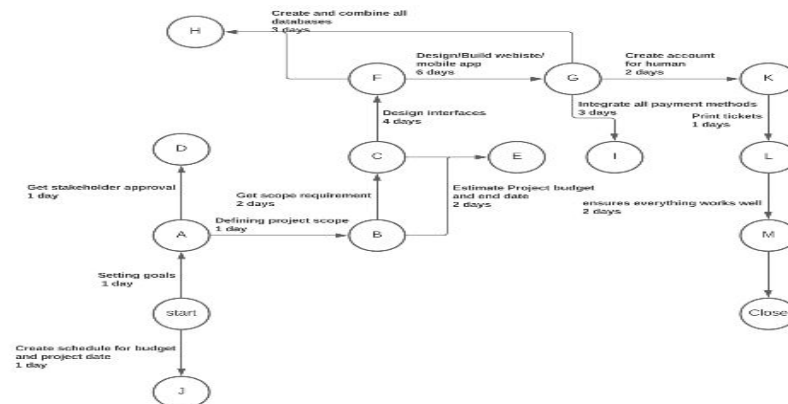 Create and combine all
databases
3 days
H
Design/Build webiste/
mobile app
6 days
Create account
for human
2 days
F
G
K
Integrate all payment methods
3 days
Print tickets
1 days
Design interfaces
4 days
D
C
E
I
L
Get stakeholder approval
1 day
Get scope requirement
2 days
Estimate Project budget
and end date
2 days
ensures everything works well
2 days
Defining project scope
1 day
A
B
M
Setting goals
1 day
start
Close
Create schedule for budget
and project date
1 day
J